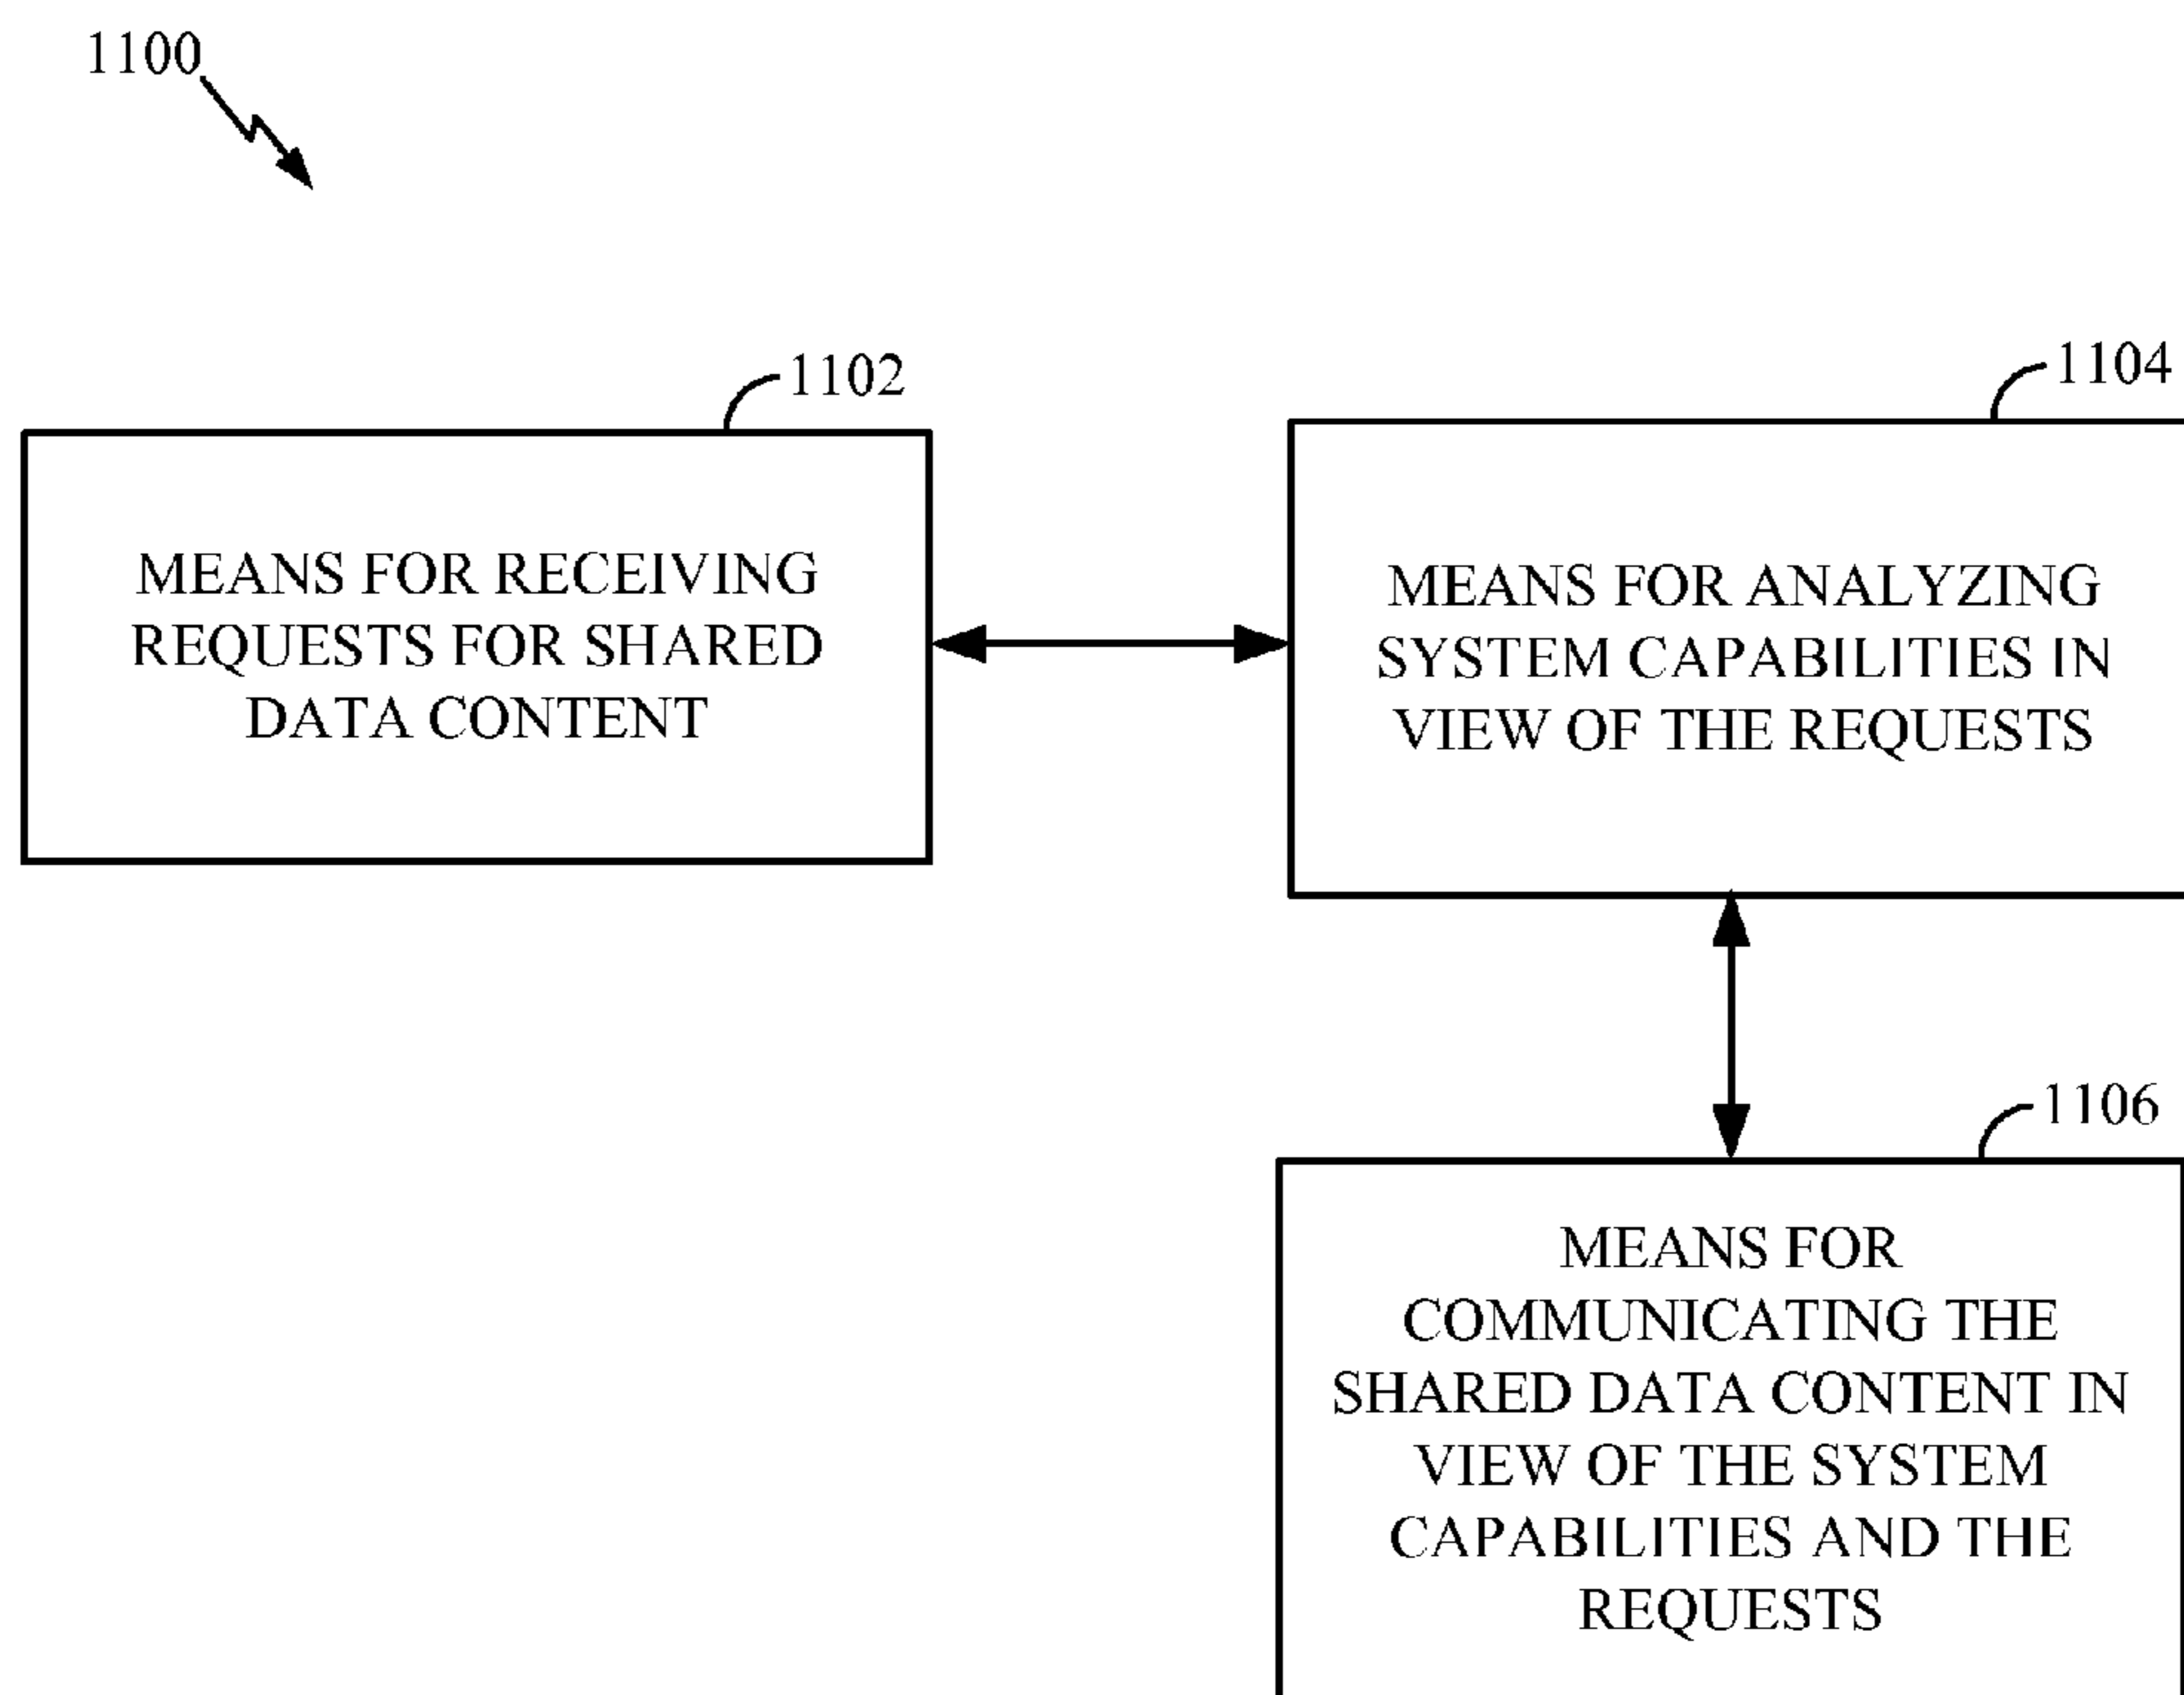 1100
1102
MEANS FOR RECEIVING
REQUESTS FOR SHARED
DATA CONTENT
1104
MEANS FOR ANALYZING
SYSTEM CAPABILITIES IN
VIEW OF THE REQUESTS
1106
MEANS FOR
COMMUNICATING THE
SHARED DATA CONTENT IN
VIEW OF THE SYSTEM
CAPABILITIES AND THE
REQUESTS